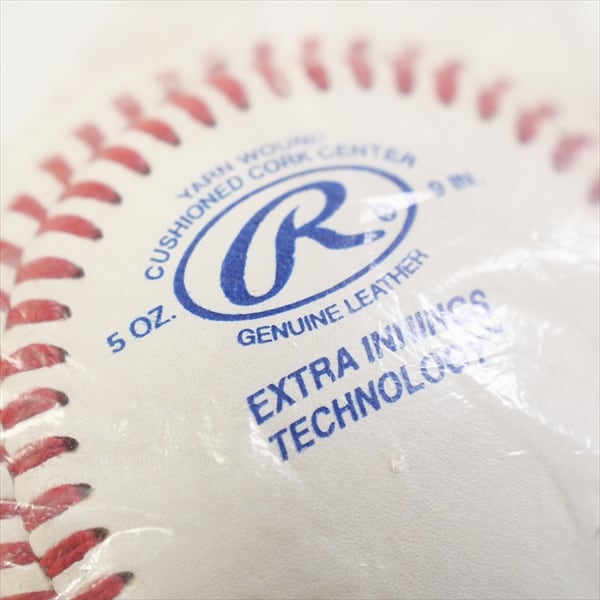 YARN WOUND
CUSHIONED CORK CENTER
5 OZ.
R ®
9 IN.
GENUINE LEATHER
EXTRA INNINGS
TECHNOLOGY